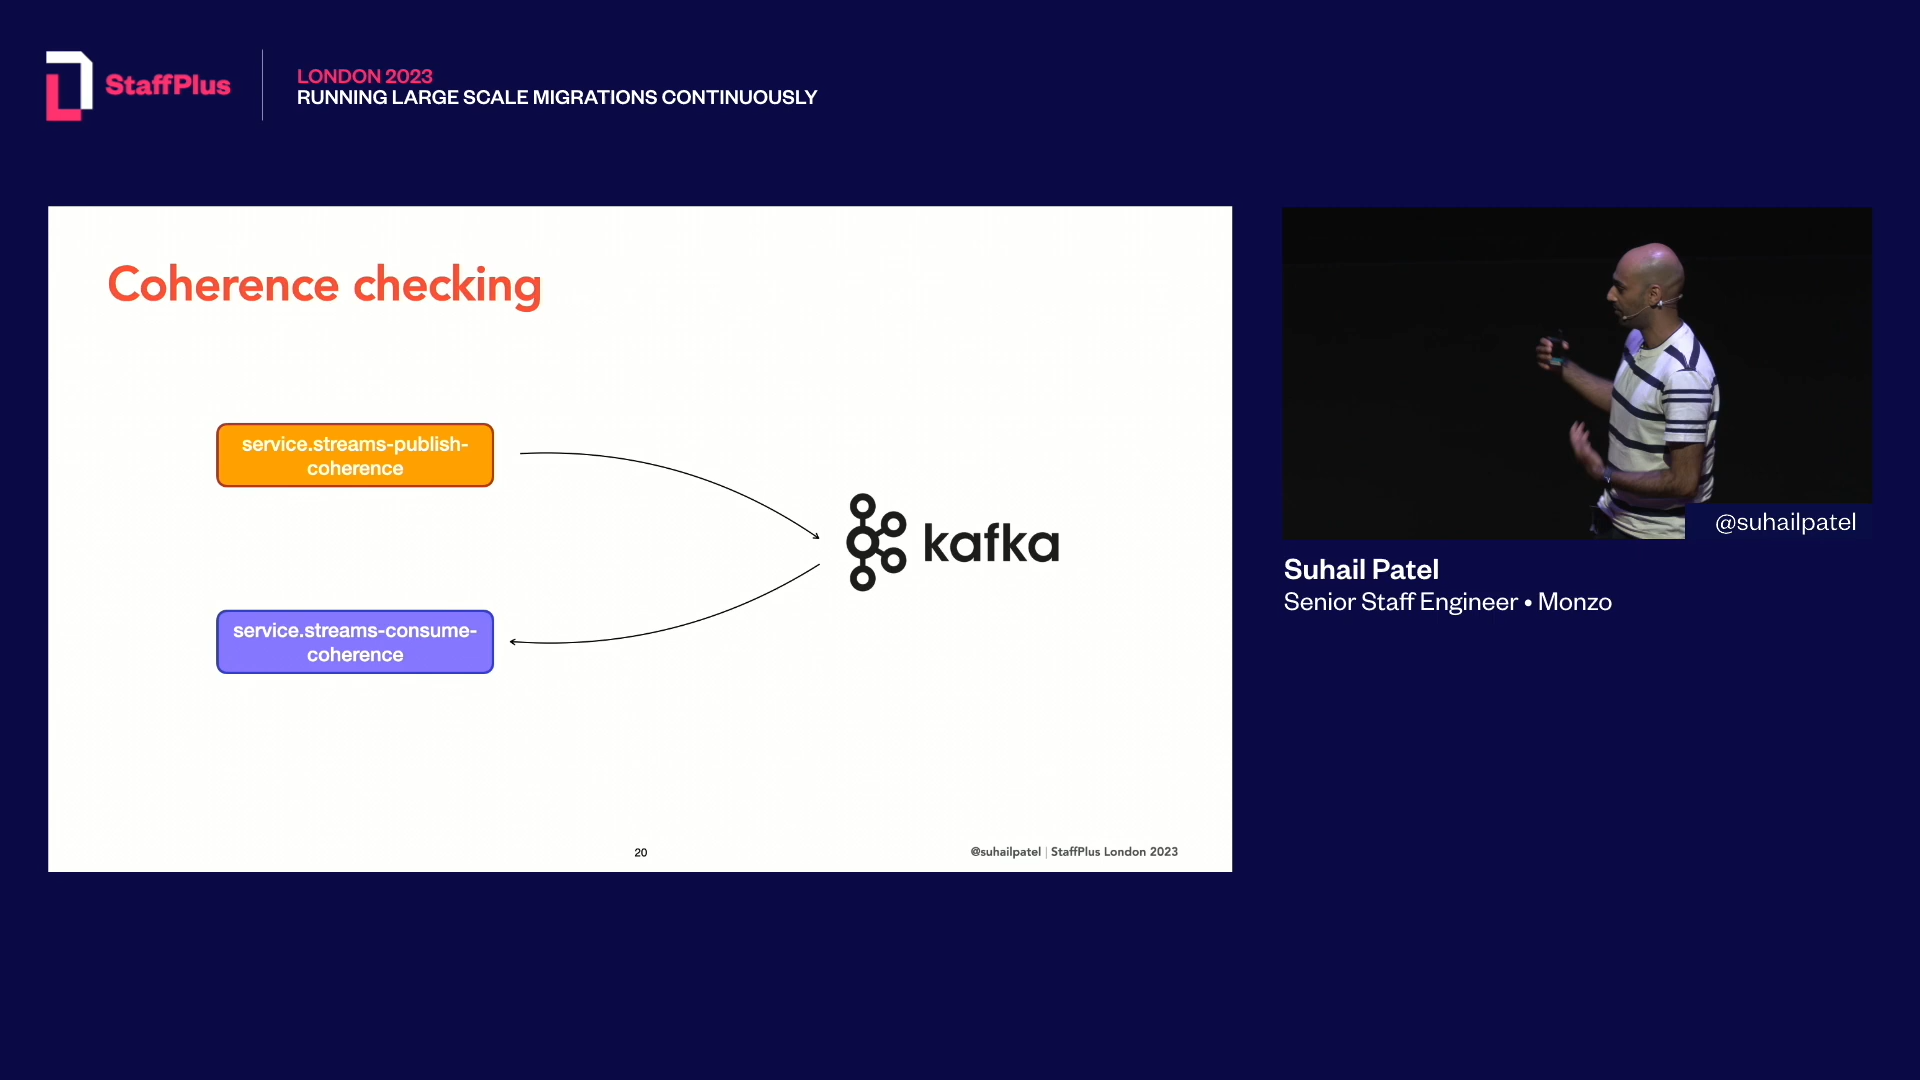 StaffPlus
LONDON 2023
RUNNING LARGE SCALE MIGRATIONS CONTINUOUSLY
Coherence checking
service.streams-publish-
coherence
kafka
service.streams-consume-
coherence
20
@suhailpatel | StaffPlus London 2023
@suhailpatel
Suhail Patel
Senior Staff Engineer • Monzo